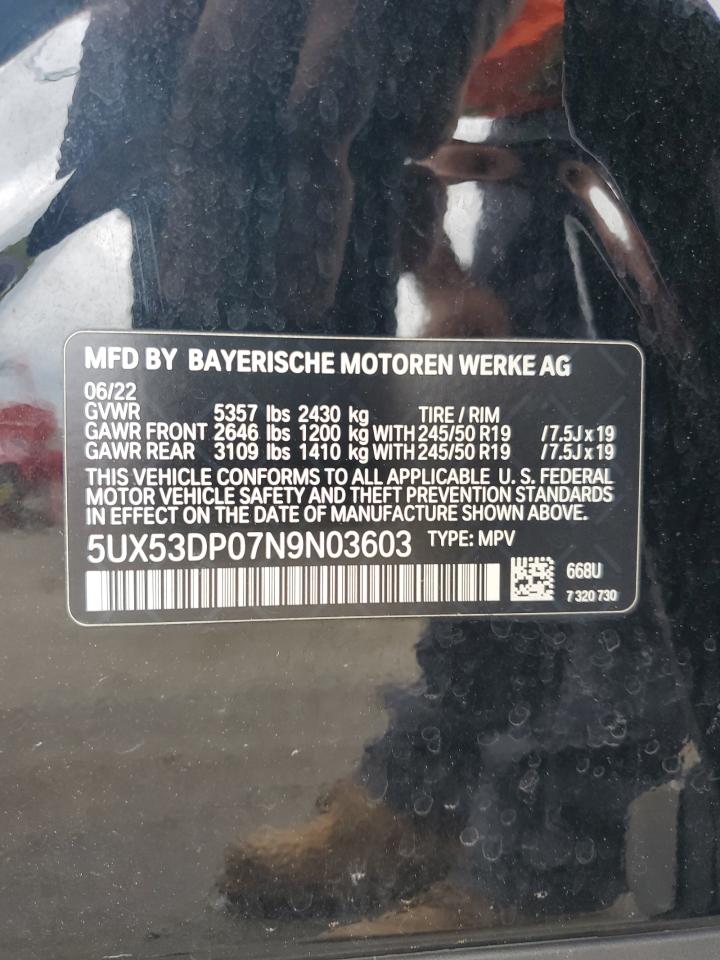 MFD BY BAYERISCHE MOTOREN WERKE AG
06/22
GVWR 5357 lbs 2430 kg TIRE / RIM
GAWR FRONT 2646 lbs 1200 kg WITH 245/50 R19 /7.5J x 19
GAWR REAR 3109 lbs 1410 kg WITH 245/50 R19 /7.5J x 19
THIS VEHICLE CONFORMS TO ALL APPLICABLE U. S. FEDERAL
MOTOR VEHICLE SAFETY AND THEFT PREVENTION STANDARDS
IN EFFECT ON THE DATE OF MANUFACTURE SHOWN ABOVE.
5UX53DP07N9N03603 TYPE: MPV
668U
7 320 730